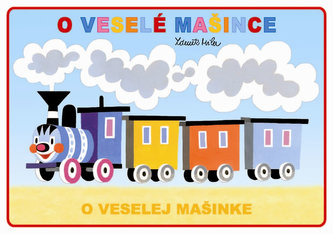 O VESELÉ MAŠINCE
Zdeněk Miler
O VESELEJ MAŠINKE